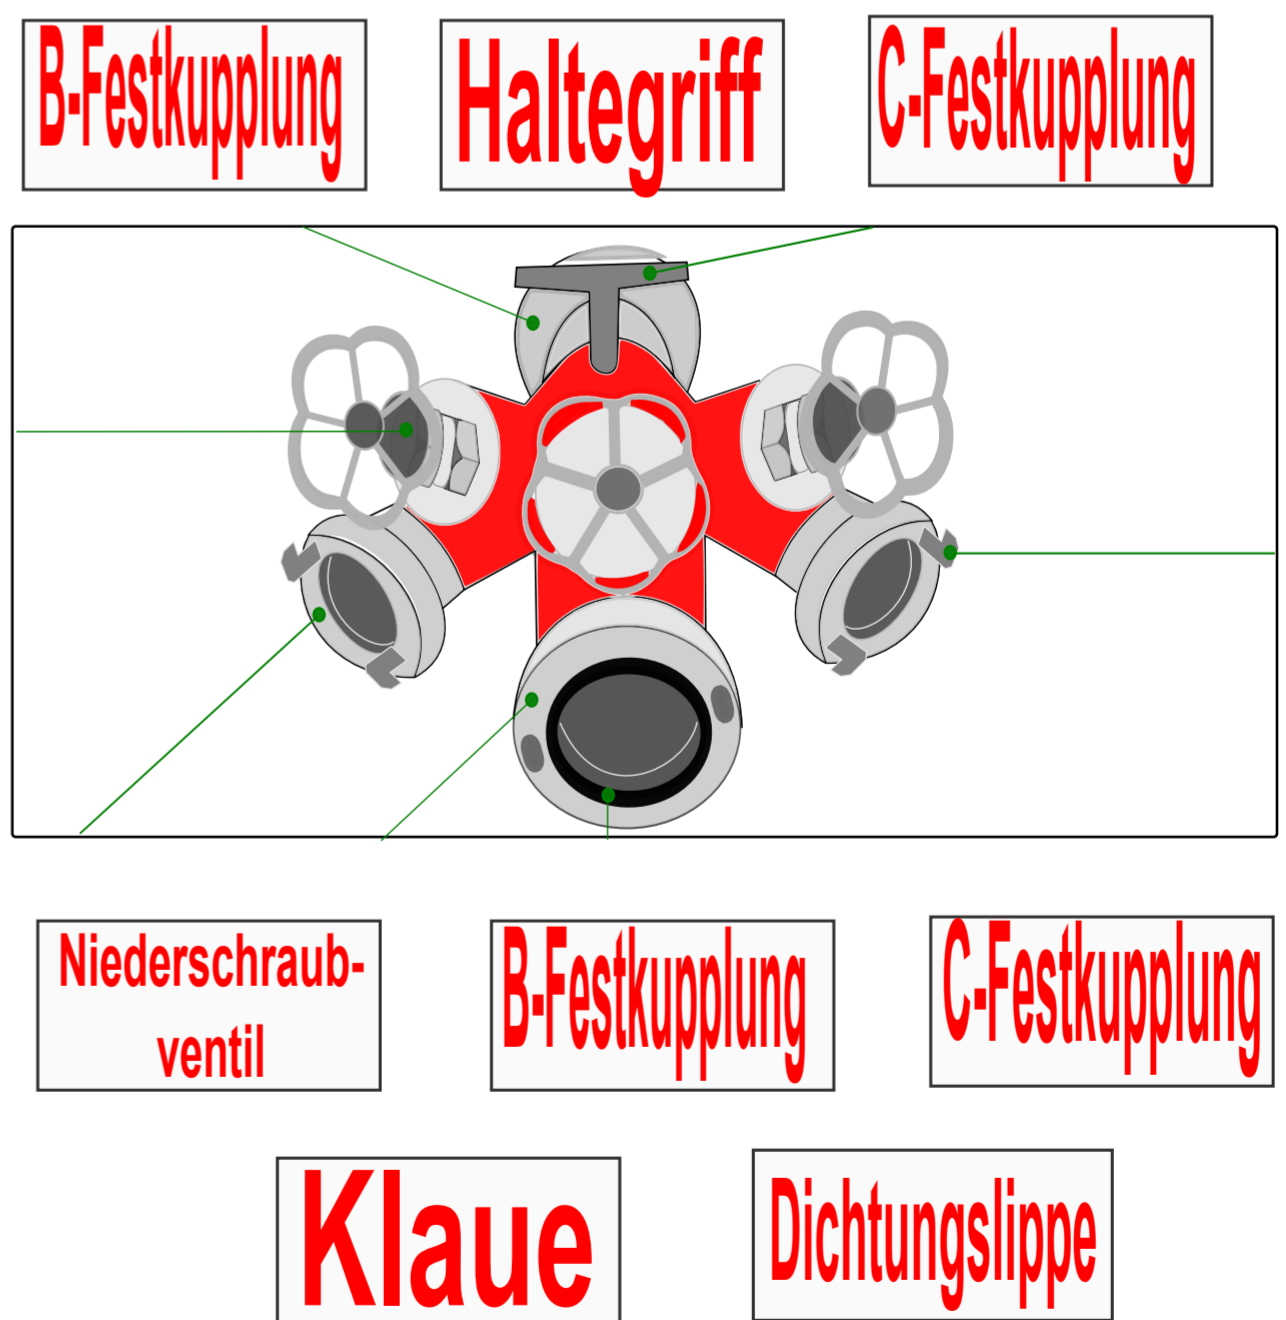 B-Festkupplung
Haltegriff
C-Festkupplung
Niederschraub-
ventil
B-Festkupplung
C-Festkupplung
Klaue
Dichtungslippe